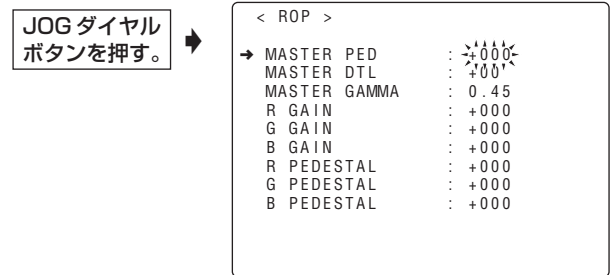 JOGダイヤル
ボタンを押す。
➔
< ROP >
➔ MASTER PED : +000
MASTER DTL : +00
MASTER GAMMA : 0.45
R GAIN : +000
G GAIN : +000
B GAIN : +000
R PEDESTAL : +000
G PEDESTAL : +000
B PEDESTAL : +000